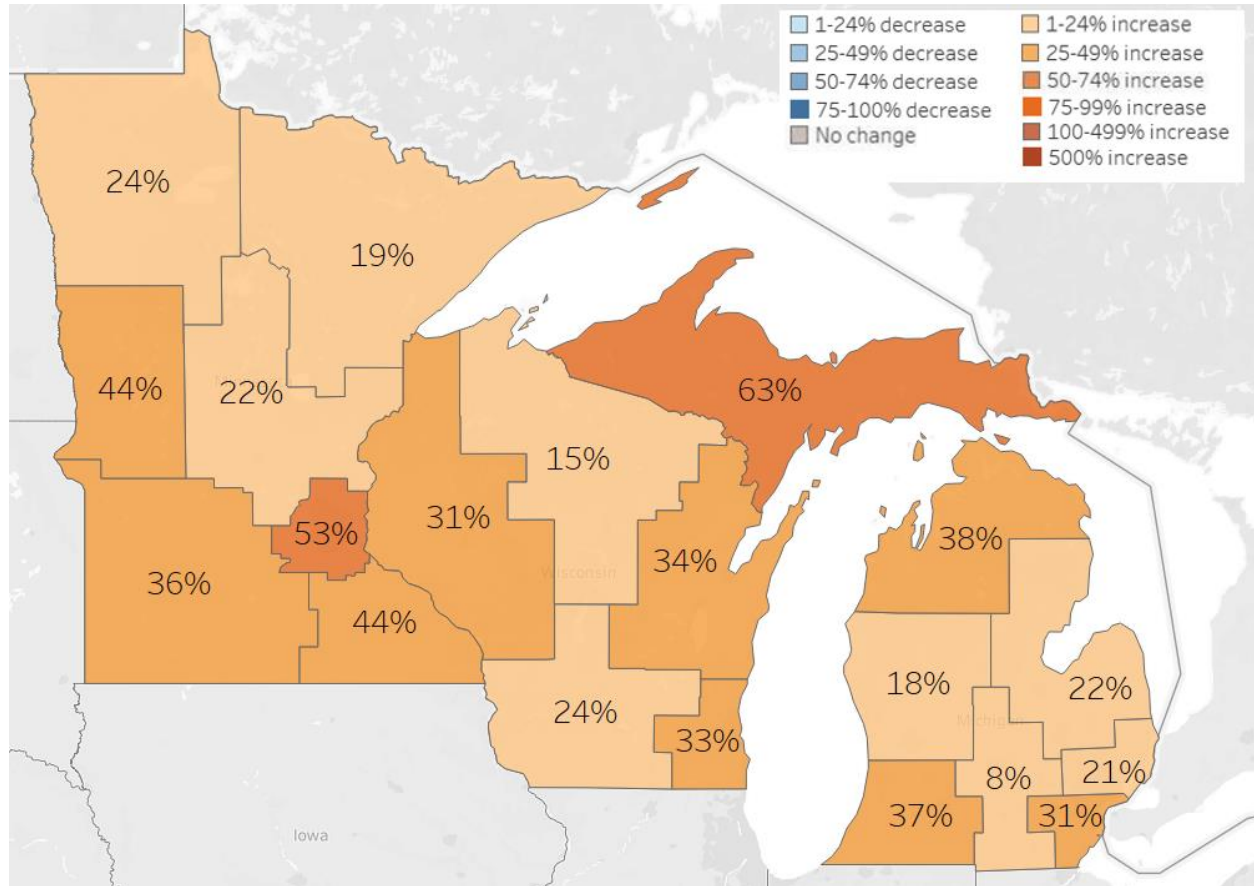 1-24% decrease
25-49% decrease
50-74% decrease
75-100% decrease
No change
1-24% increase
25-49% increase
50-74% increase
75-99% increase
100-499% increase
500% increase
24%
19%
44%
22%
63%
15%
53%
31%
34%
38%
36%
Wisconsin
44%
18%
22%
24%
Michigan
33%
8%
21%
37%
31%
Iowa